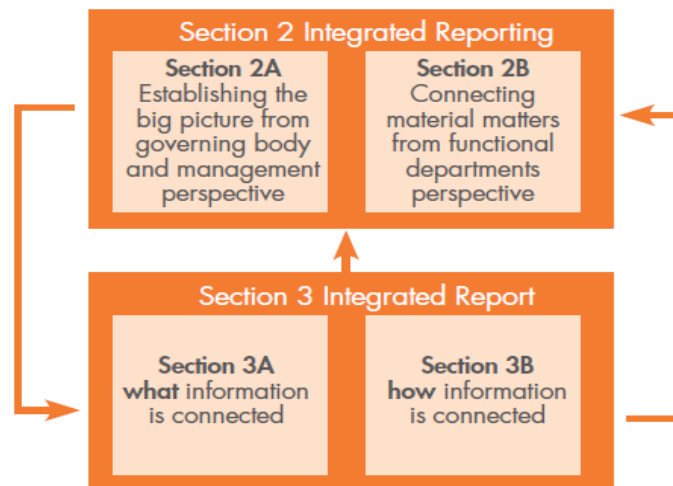 Section 2 Integrated Reporting
Section 2A
Establishing the
big picture from
governing body
and management
perspective
Section 2B
Connecting
material matters
from functional
departments
perspective
Section 3 Integrated Report
Section 3A
what information
is connected
Section 3B
how information
is connected